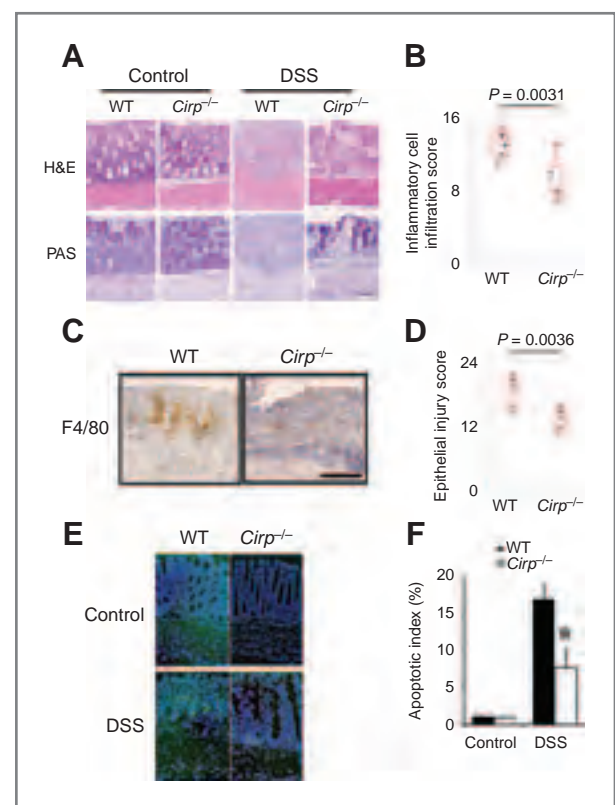 A
Control
DSS
WT
Cirp–/–
WT
Cirp–/–
H&E
PAS
B
P = 0.0031
Inflammatory cell
infiltration score
16
8
0
WT
Cirp–/–
C
WT
Cirp–/–
F4/80
D
P = 0.0036
Epithelial injury score
24
12
0
WT
Cirp–/–
E
WT
Cirp–/–
Control
DSS
F
WT
Cirp–/–
Apoptotic index (%)
20
15
10
5
0
*
Control
DSS